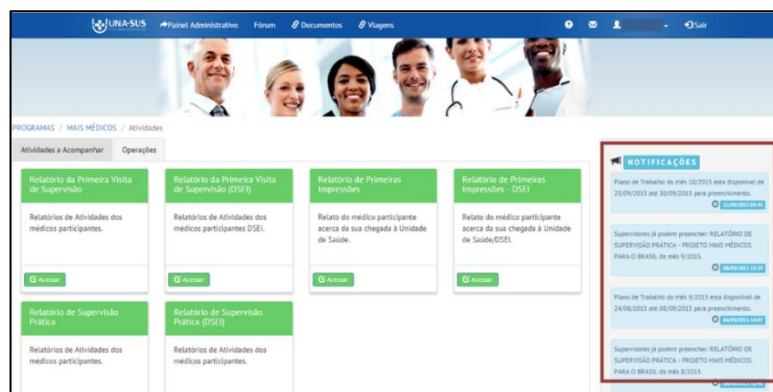 UNA-SUS
Painel Administrativo Fórum Documentos Viagens Sair
PROGRAMAS / MAIS MÉDICOS / Atividades
Atividades a Acompanhar Operações
Relatório da Primeira Visita
de Supervisão
Relatórios de Atividades dos
médicos participantes.
Acessar
Relatório da Primeira Visita
de Supervisão (DSEI)
Relatórios de Atividades dos
médicos participantes DSEI.
Acessar
Relatório de Primeiras
Impressões
Relato do médico participante
acerca da sua chegada à Unidade
de Saúde.
Acessar
Relatório de Primeiras
Impressões - DSEI
Relato do médico participante
acerca da sua chegada à Unidade
de Saúde/DSEI.
Acessar
Relatório de Supervisão
Prática
Relatórios de Atividades dos
médicos participantes.
Relatório de Supervisão
Prática (DSEI)
Relatórios de Atividades dos
médicos participantes.
NOTIFICAÇÕES
Plano de Trabalho do mês 10/2015 esta disponivel de
25/09/2015 até 30/09/2015 para preenchimento.
Supervisores já podem preencher: RELATÓRIO DE
SUPERVISÃO PRÁTICA - PROJETO MAIS MÉDICOS
PARA O BRASIL do mês 9/2015.
Plano de Trabalho do mês 9/2015 esta disponivel de
24/08/2015 até 08/09/2015 para preenchimento.
Supervisores já podem preencher: RELATÓRIO DE
SUPERVISÃO PRÁTICA - PROJETO MAIS MÉDICOS
PARA O BRASIL do mês 8/2015.